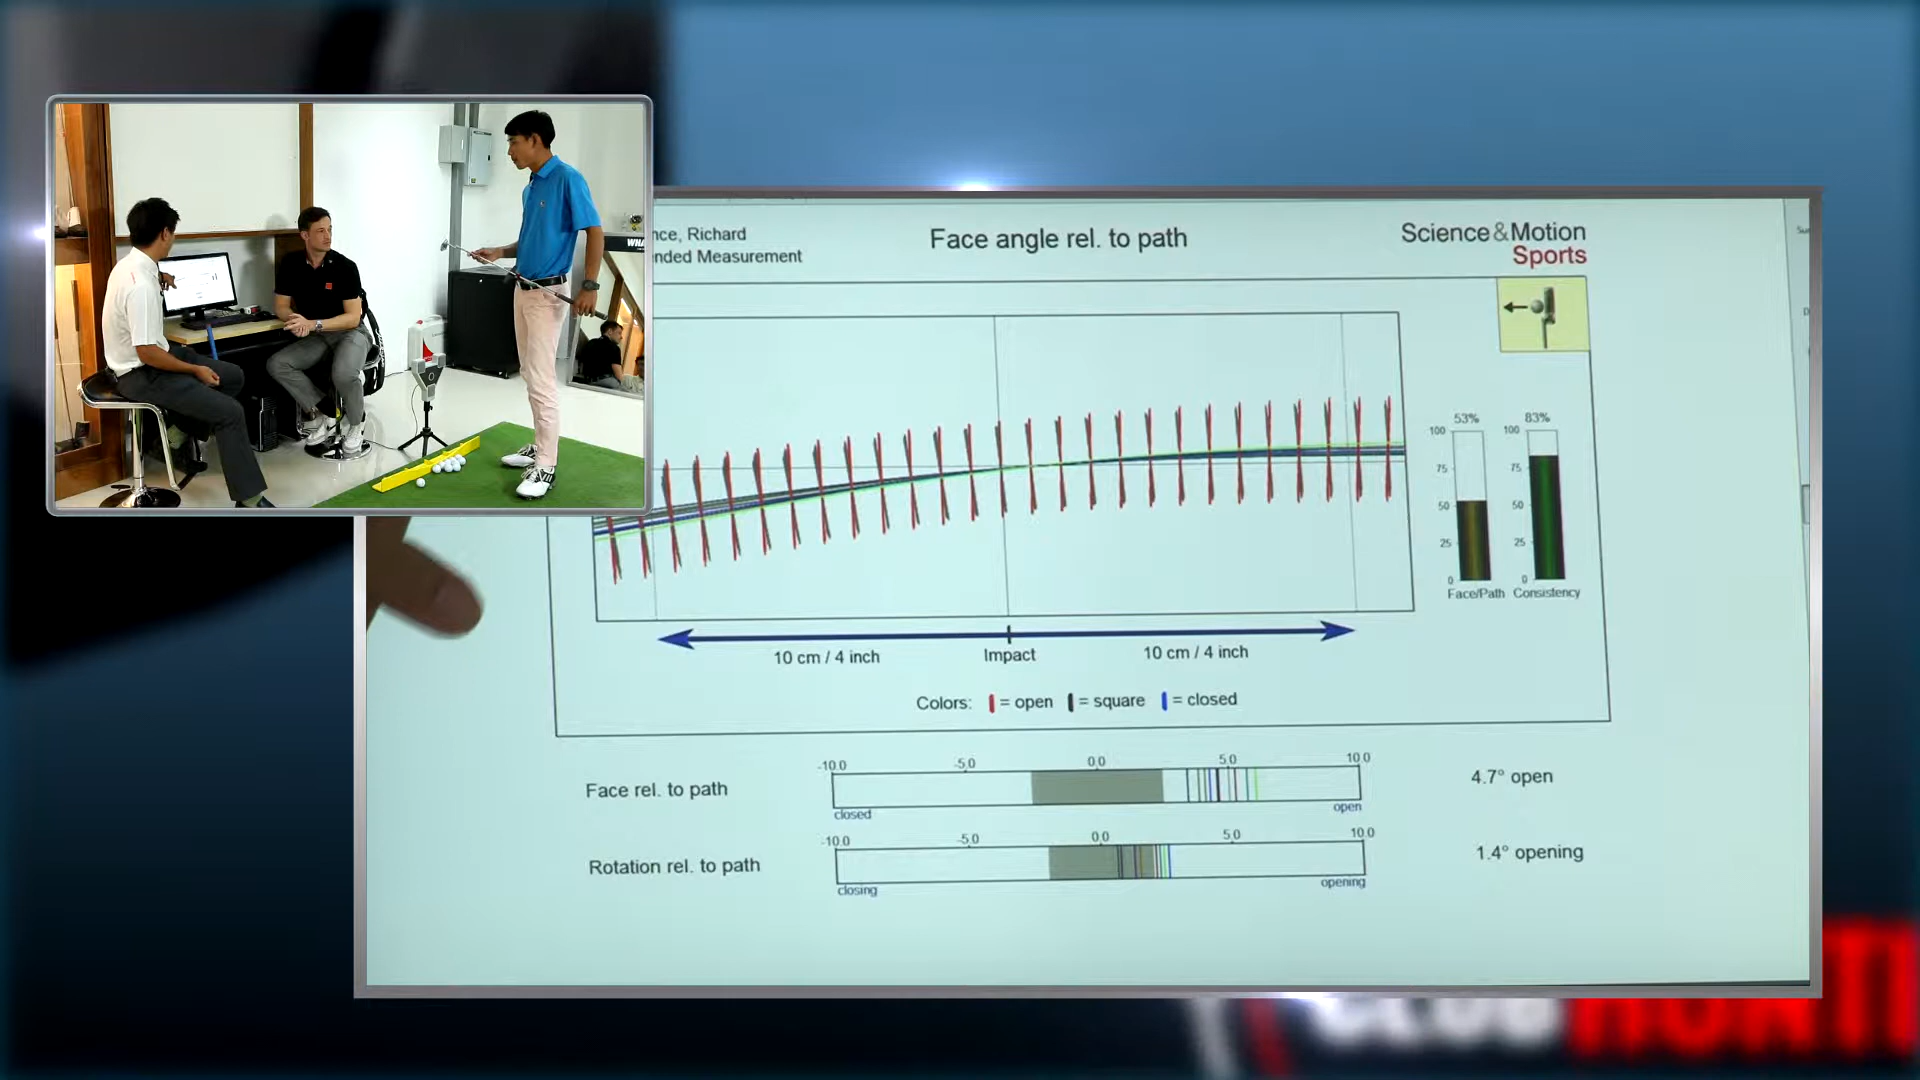 nce, Richard
nded Measurement
Face angle rel. to path
Science&Motion
Sports
53%
83%
100
75
50
25
0
100
75
50
25
0
Face/Path
Consistency
10 cm / 4 inch
Impact
10 cm / 4 inch
Colors: = open = square = closed
Face rel. to path
-10.0 -5.0 0.0 5.0 10.0
closed
open
4.7° open
Rotation rel. to path
-10.0 -5.0 0.0 5.0 10.0
closing
opening
1.4° opening